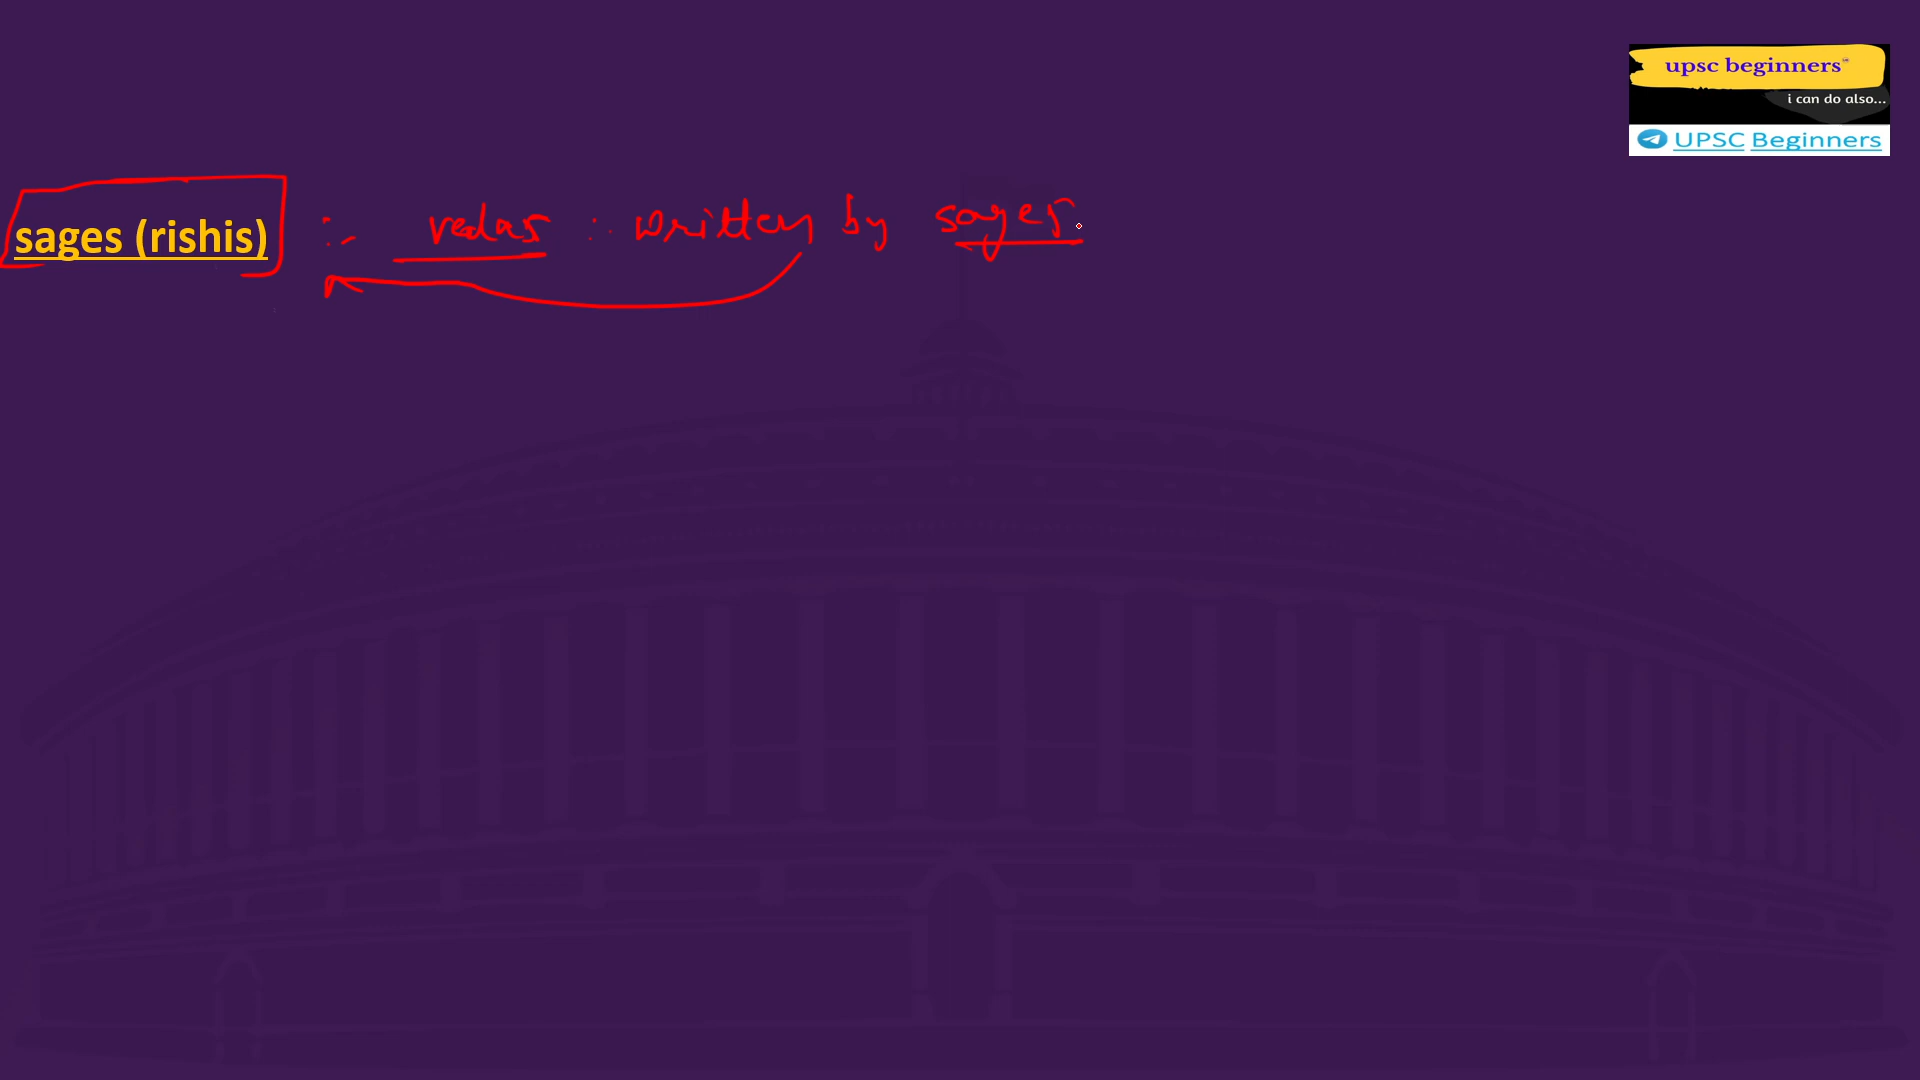 upsc beginners
i can do also...
UPSC Beginners
sages (rishis) :- vedas : written by sages.